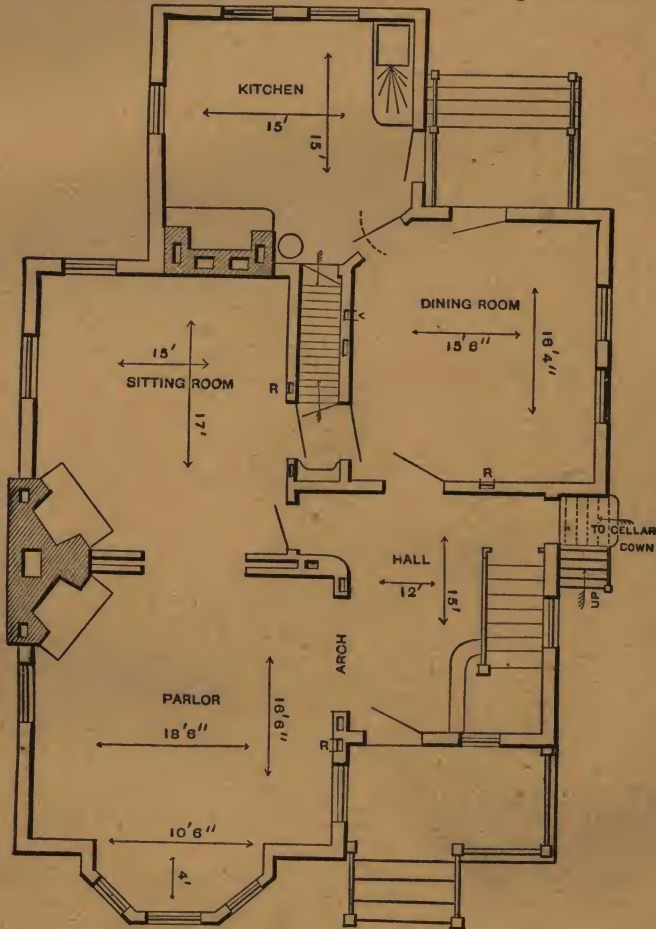 KITCHEN
15'
15'
DINING ROOM
15'6"
16'4"
15'
SITTING ROOM
17'
R
V
R
TO CELLAR
DOWN
UP
HALL
12'
15'
ARCH
PARLOR
18'6"
16'6"
R
10'6"
4'